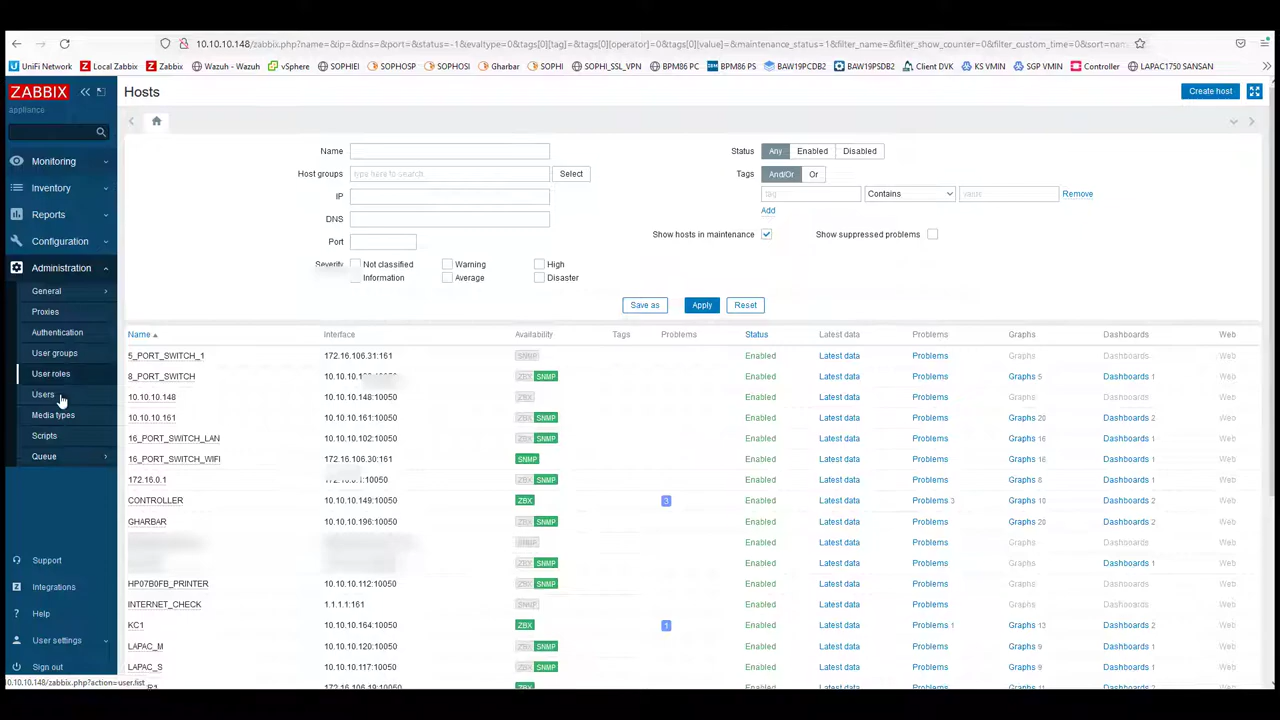 10.10.10.148/zabbix.php?name=&ip=&dns=&port=&status=-1&evaltype=0&tags[0][tag]=&tags[0][operator]=0&tags[0][value]=&maintenance_status=1&filter_name=&filter_show_counter=0&filter_custom_time=0&sort=nam
UniFi Network Local Zabbix Zabbix Wazuh - Wazuh vSphere SOPHIEI SOPHOSP SOPHOSI Gharbar SOPHI SOPHI_SSL_VPN BPM86 PC BPM86 PS BAW19PCDB2 BAW19PSDB2 Client DVK KS VMIN SGP VMIN Controller LAPAC1750 SANSAN
ZABBIX
appliance
Monitoring
Inventory
Reports
Configuration
Administration
General
Proxies
Authentication
User groups
User roles
Users
Media types
Scripts
Queue
Support
Integrations
Help
User settings
Sign out
10.10.10.148/zabbix.php?action=user.list
Hosts Create host
Name Status Any Enabled Disabled
Host groups type here to search Select Tags And/Or Or
IP tag Contains value Remove
DNS Add
Port Show hosts in maintenance Show suppressed problems
Severity Not classified Warning High
Information Average Disaster
Save as Apply Reset
Name Interface Availability Tags Problems Status Latest data Problems Graphs Dashboards Web
5_PORT_SWITCH_1 172.16.106.31:161 SNMP Enabled Latest data Problems Graphs Dashboards Web
8_PORT_SWITCH ZBX SNMP Enabled Latest data Problems Graphs 5 Dashboards 1 Web
10.10.10.148 10.10.10.148:10050 ZBX Enabled Latest data Problems Graphs Dashboards Web
10.10.10.161 10.10.10.161:10050 ZBX SNMP Enabled Latest data Problems Graphs 20 Dashboards 2 Web
16_PORT_SWITCH_LAN 10.10.10.102:10050 ZBX SNMP Enabled Latest data Problems Graphs 16 Dashboards 1 Web
16_PORT_SWITCH_WIFI 172.16.106.30:161 SNMP Enabled Latest data Problems Graphs 16 Dashboards 1 Web
172.16.0.1 ZBX SNMP Enabled Latest data Problems Graphs 8 Dashboards 1 Web
CONTROLLER 10.10.10.149:10050 ZBX 3 Enabled Latest data Problems 3 Graphs 10 Dashboards 2 Web
GHARBAR 10.10.10.196:10050 ZBX SNMP Enabled Latest data Problems Graphs 20 Dashboards 2 Web
SNMP Enabled Latest data Problems Graphs Dashboards Web
ZBX SNMP Enabled Latest data Problems Graphs 9 Dashboards 1 Web
HP07B0FB_PRINTER 10.10.10.112:10050 ZBX SNMP Enabled Latest data Problems Graphs 3 Dashboards 1 Web
INTERNET_CHECK 1.1.1.1:161 SNMP Enabled Latest data Problems Graphs Dashboards Web
KC1 10.10.10.164:10050 ZBX 1 Enabled Latest data Problems 1 Graphs 12 Dashboards 2 Web
LAPAC_M 10.10.10.120:10050 ZBX SNMP Enabled Latest data Problems Graphs 9 Dashboards 1 Web
LAPAC_S 10.10.10.117:10050 ZBX SNMP Enabled Latest data Problems Graphs 9 Dashboards 1 Web